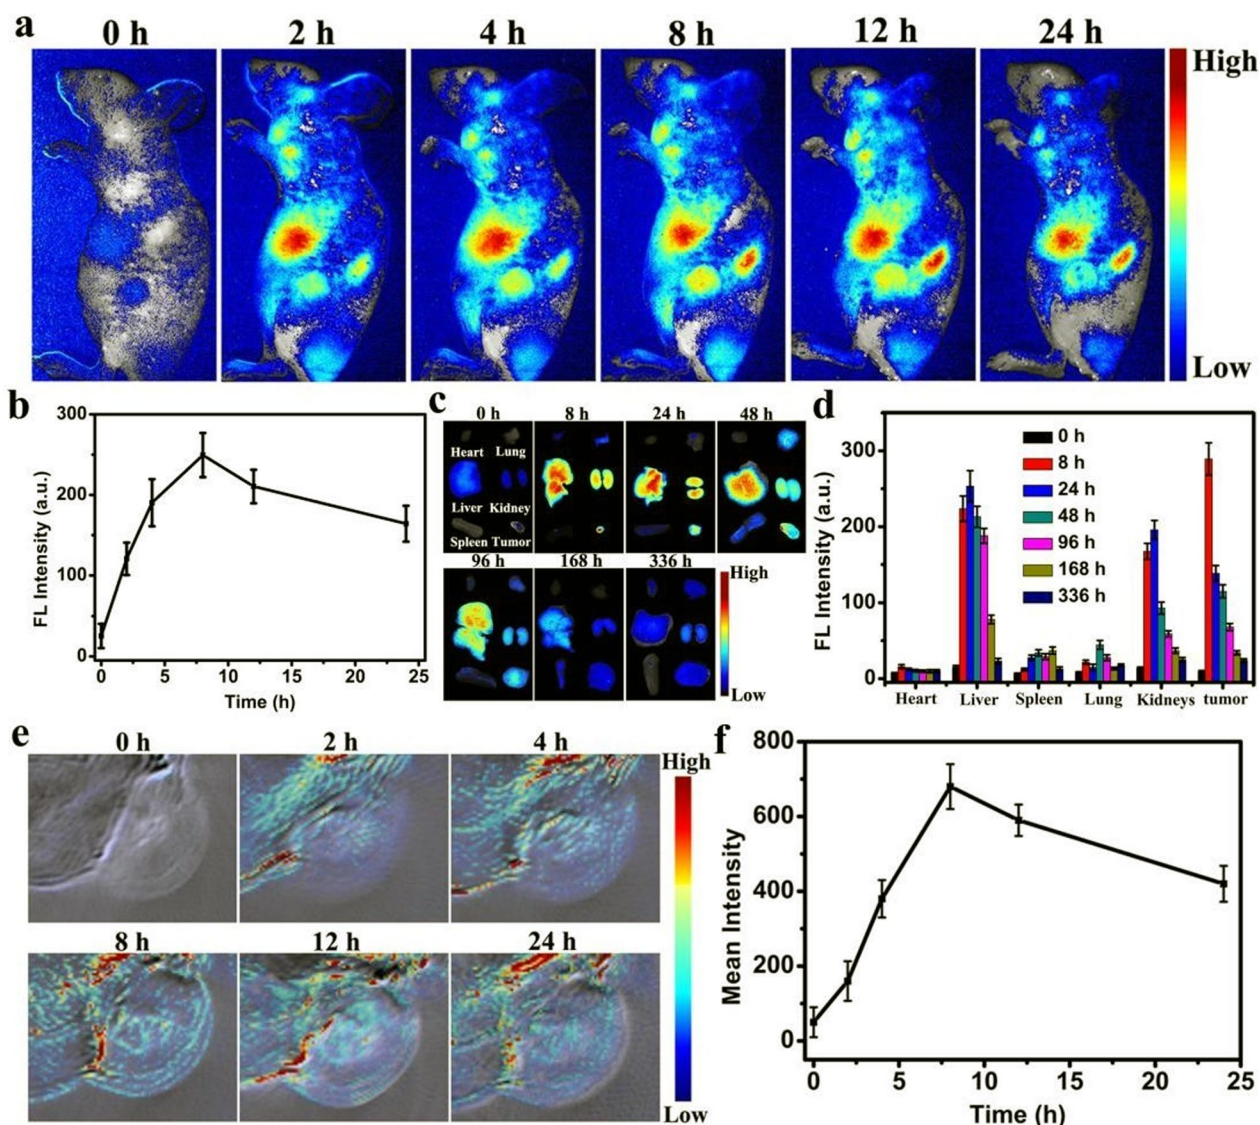 a
0 h 2 h 4 h 8 h 12 h 24 h
High
Low
b
300
200
100
0
FL Intensity (a.u.)
0 5 10 15 20 25
Time (h)
c
0 h 8 h 24 h 48 h
Heart Lung
Liver Kidney
Spleen Tumor
96 h 168 h 336 h
High
Low
d
300
200
100
0
FL Intensity (a.u.)
0 h
8 h
24 h
48 h
96 h
168 h
336 h
Heart Liver Spleen Lung Kidneys tumor
e
0 h 2 h 4 h
8 h 12 h 24 h
High
Low
f
800
600
400
200
0
Mean Intensity
0 5 10 15 20 25
Time (h)